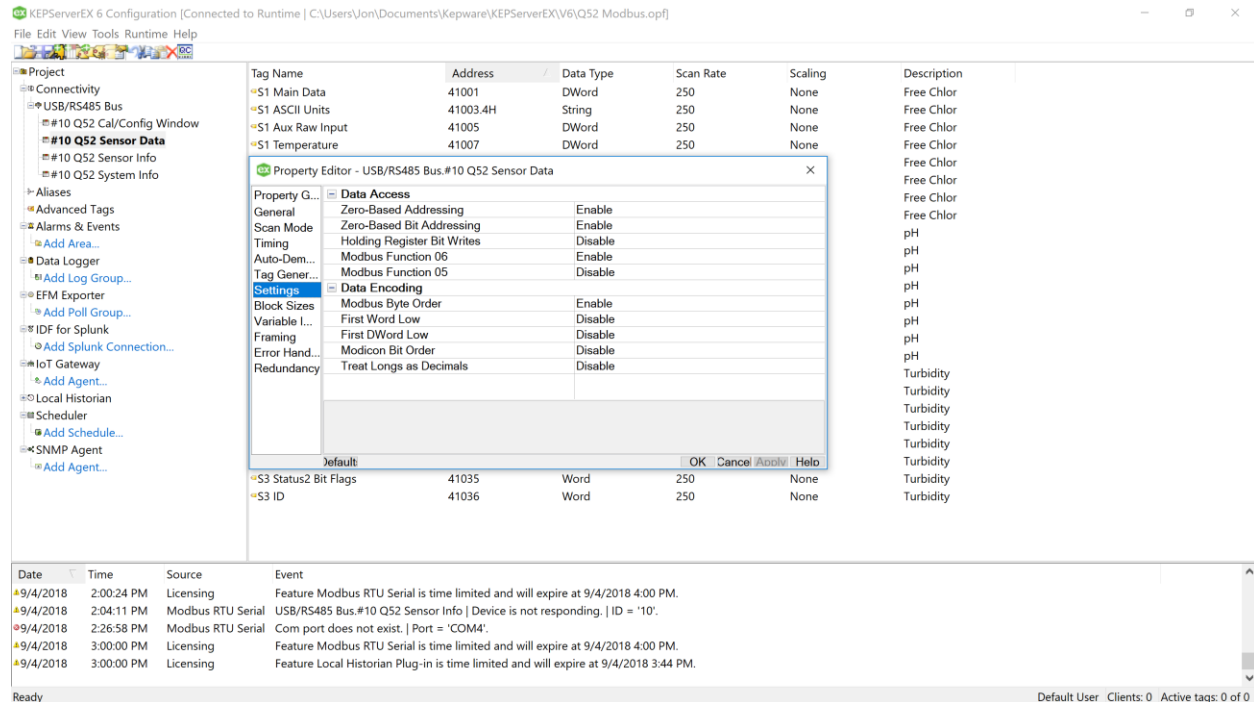 KEPServerEX 6 Configuration [Connected to Runtime | C:\Users\Jon\Documents\Kepware\KEPServerEX\V6\Q52 Modbus.opf]
File Edit View Tools Runtime Help
Project
Connectivity
USB/RS485 Bus
#10 Q52 Cal/Config Window
#10 Q52 Sensor Data
#10 Q52 Sensor Info
#10 Q52 System Info
Aliases
Advanced Tags
Alarms & Events
Add Area...
Data Logger
Add Log Group...
EFM Exporter
Add Poll Group...
IDF for Splunk
Add Splunk Connection...
IoT Gateway
Add Agent...
Local Historian
Scheduler
Add Schedule...
SNMP Agent
Add Agent...
Tag Name Address Data Type Scan Rate Scaling Description
S1 Main Data 41001 DWord 250 None Free Chlor
S1 ASCII Units 41003.4H String 250 None Free Chlor
S1 Aux Raw Input 41005 DWord 250 None Free Chlor
S1 Temperature 41007 DWord 250 None Free Chlor
Free Chlor
Free Chlor
Free Chlor
Free Chlor
pH
pH
pH
pH
pH
pH
pH
pH
Turbidity
Turbidity
Turbidity
Turbidity
Turbidity
Turbidity
S3 Status2 Bit Flags 41035 Word 250 None Turbidity
S3 ID 41036 Word 250 None Turbidity
Property Editor - USB/RS485 Bus.#10 Q52 Sensor Data
Property G...
General
Scan Mode
Timing
Auto-Dem...
Tag Gener...
Settings
Block Sizes
Variable I...
Framing
Error Hand...
Redundancy
Data Access
Zero-Based Addressing Enable
Zero-Based Bit Addressing Enable
Holding Register Bit Writes Disable
Modbus Function 06 Enable
Modbus Function 05 Disable
Data Encoding
Modbus Byte Order Enable
First Word Low Disable
First DWord Low Disable
Modicon Bit Order Disable
Treat Longs as Decimals Disable
Default OK Cancel Apply Help
Date Time Source Event
9/4/2018 2:00:24 PM Licensing Feature Modbus RTU Serial is time limited and will expire at 9/4/2018 4:00 PM.
9/4/2018 2:04:11 PM Modbus RTU Serial USB/RS485 Bus.#10 Q52 Sensor Info | Device is not responding. | ID = '10'.
9/4/2018 2:26:58 PM Modbus RTU Serial Com port does not exist. | Port = 'COM4'.
9/4/2018 3:00:00 PM Licensing Feature Modbus RTU Serial is time limited and will expire at 9/4/2018 4:00 PM.
9/4/2018 3:00:00 PM Licensing Feature Local Historian Plug-in is time limited and will expire at 9/4/2018 3:44 PM.
Ready Default User Clients: 0 Active tags: 0 of 0